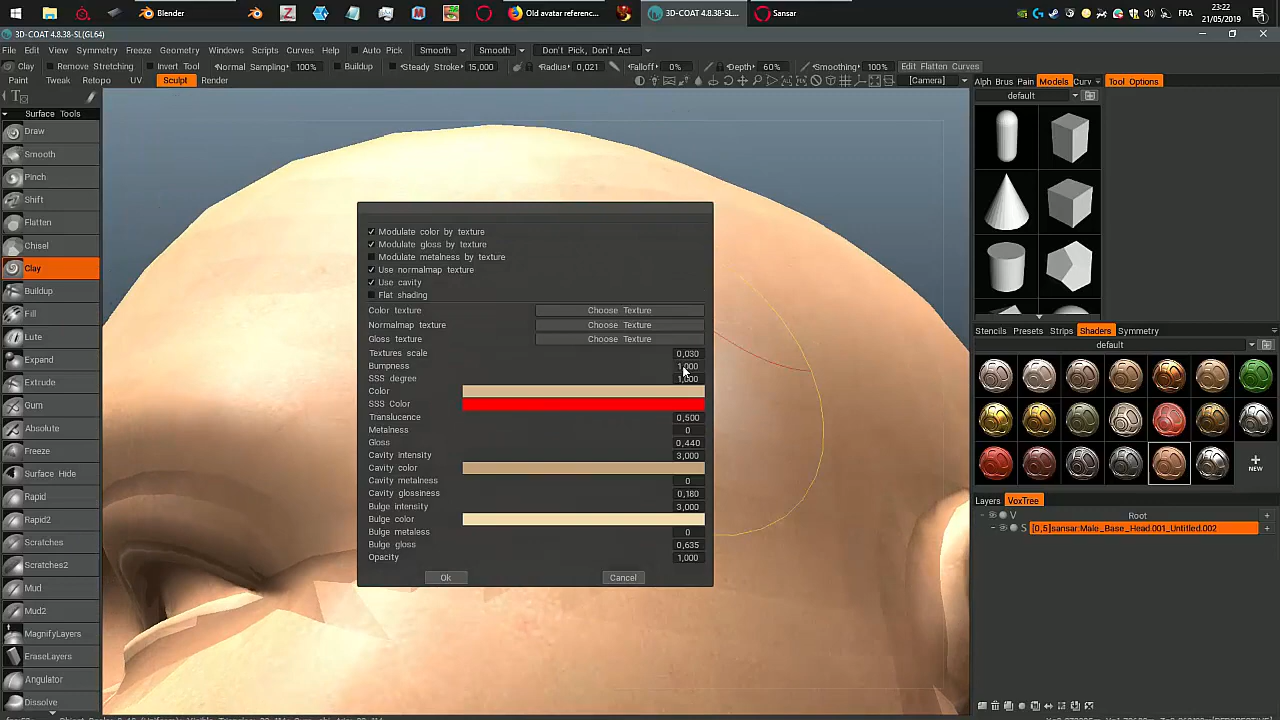 Blender
Old avatar referenc...
3D-COAT 4.8.38-SL...
Sansar
FRA
23:22
21/05/2019
3D-COAT 4.8.38-SL(GL64)
File Edit View Symmetry Freeze Geometry Windows Scripts Curves Help Auto Pick Smooth Smooth Don't Pick, Don't Act
Clay Remove Stretching Invert Tool Normal Sampling: 100% Buildup Steady Stroke: 15,000 Radius: 0,021 Falloff: 0% Depth: 60% Smoothing: 100% Edit Flatten Curves
Paint Tweak Retopo UV Sculpt Render [Camera]
Alph Brus Pain Models Curv Tool Options
default
Surface Tools
Draw
Smooth
Pinch
Shift
Flatten
Chisel
Clay
Buildup
Fill
Lute
Expand
Extrude
Gum
Absolute
Freeze
Surface Hide
Rapid
Rapid2
Scratches
Scratches2
Mud
Mud2
MagnifyLayers
EraseLayers
Angulator
Dissolve
Modulate color by texture
Modulate gloss by texture
Modulate metalness by texture
Use normalmap texture
Use cavity
Flat shading
Color texture Choose Texture
Normalmap texture Choose Texture
Gloss texture Choose Texture
Textures scale 0,030
Bumpness 1,000
SSS degree 1,000
Color
SSS Color
Translucence 0,500
Metalness 0
Gloss 0,440
Cavity intensity 3,000
Cavity color
Cavity metalness 0
Cavity glossiness 0,180
Bulge intensity 3,000
Bulge color
Bulge metaless 0
Bulge gloss 0,635
Opacity 1,000
Ok Cancel
Stencils Presets Strips Shaders Symmetry
default
NEW
Layers VoxTree
V Root
S [0,5]sansar:Male_Base_Head.001_Untitled.002